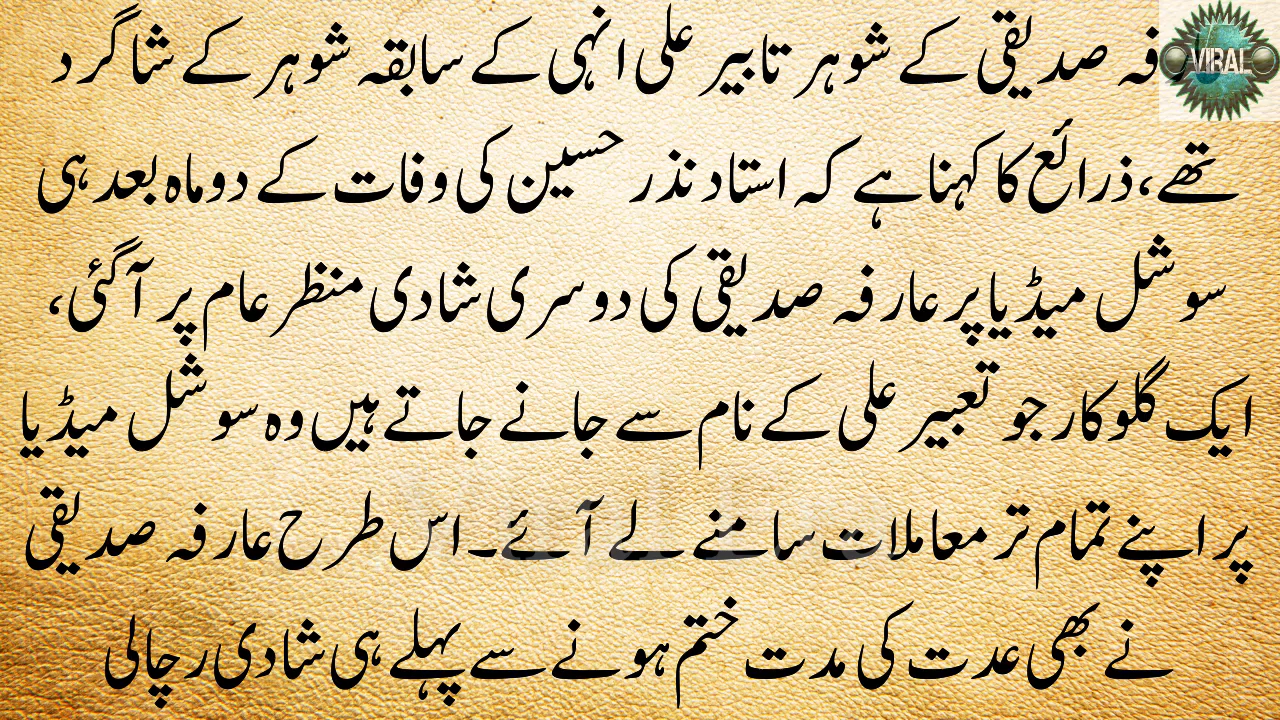 VIRAL
فہ صدیقی کے شوہر تابیر علی انہی کے سابقہ شوہر کے شاگرد
تھے، ذرائع کا کہنا ہے کہ استاد نذر حسین کی وفات کے دو ماہ بعد ہی
سوشل میڈیا پر عارفہ صدیقی کی دوسری شادی منظر عام پر آگئی،
ایک گلوکار جو تعبیر علی کے نام سے جانے جاتے ہیں وہ سوشل میڈیا
پر اپنے تمام تر معاملات سامنے لے آئے۔ اس طرح عارفہ صدیقی
نے بھی عدت کی مدت ختم ہونے سے پہلے ہی شادی رچالی